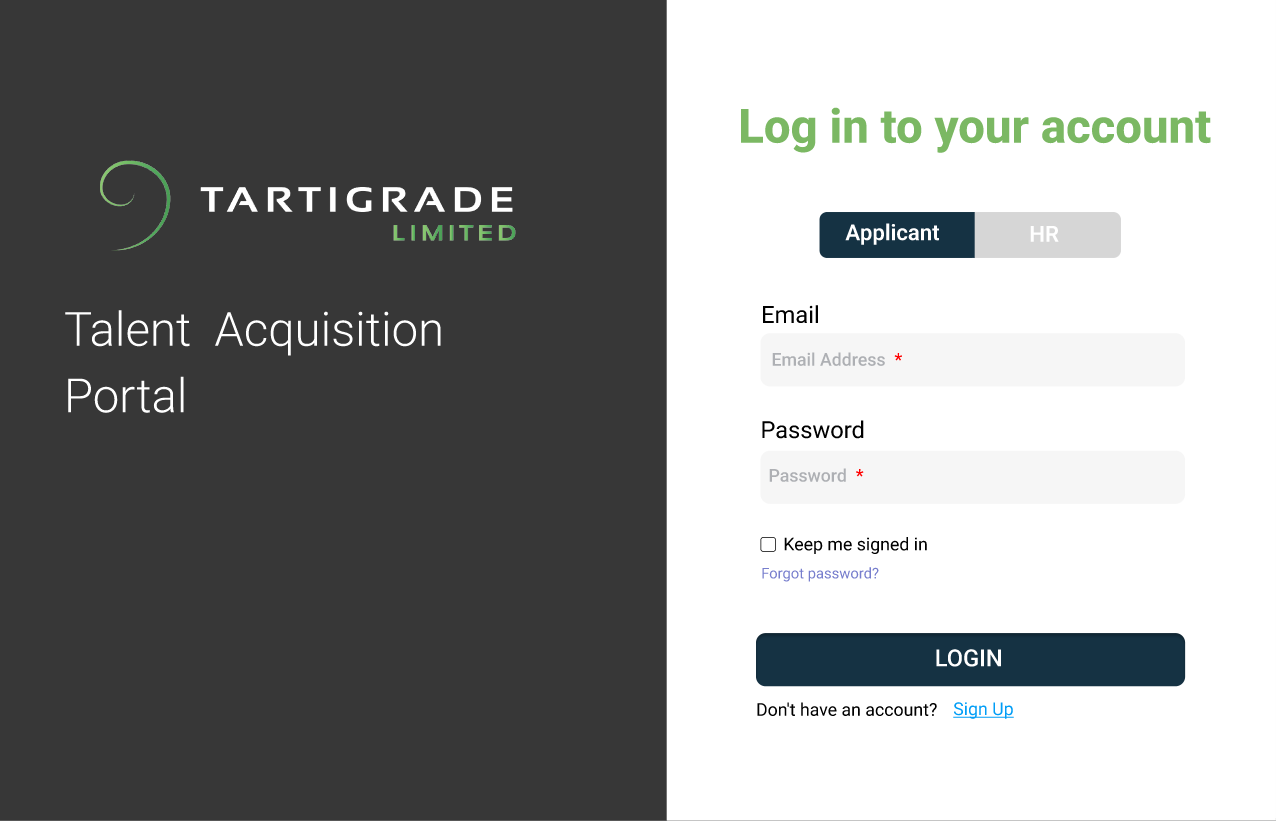 TARTIGRADE
LIMITED
Talent Acquisition
Portal
Log in to your account
Applicant HR
Email
Email Address *
Password
Password *
Keep me signed in
Forgot password?
LOGIN
Don't have an account? Sign Up